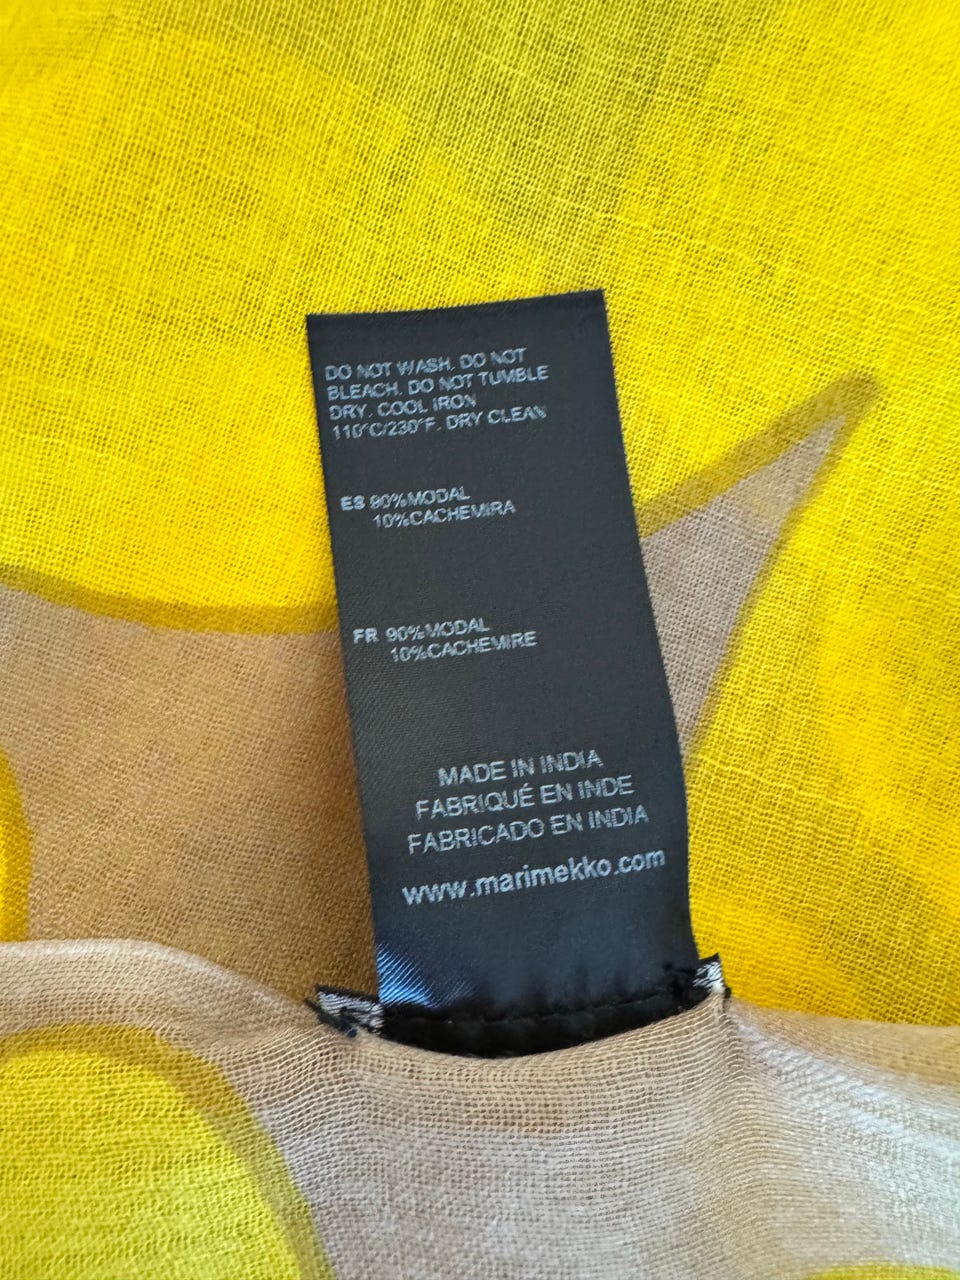 DO NOT WASH. DO NOT
BLEACH. DO NOT TUMBLE
DRY. COOL IRON
110°C/230°F. DRY CLEAN
ES 90%MODAL
10%CACHEMIRA
FR 90%MODAL
10%CACHEMIRE
MADE IN INDIA
FABRIQUÉ EN INDE
FABRICADO EN INDIA
www.marimekko.com